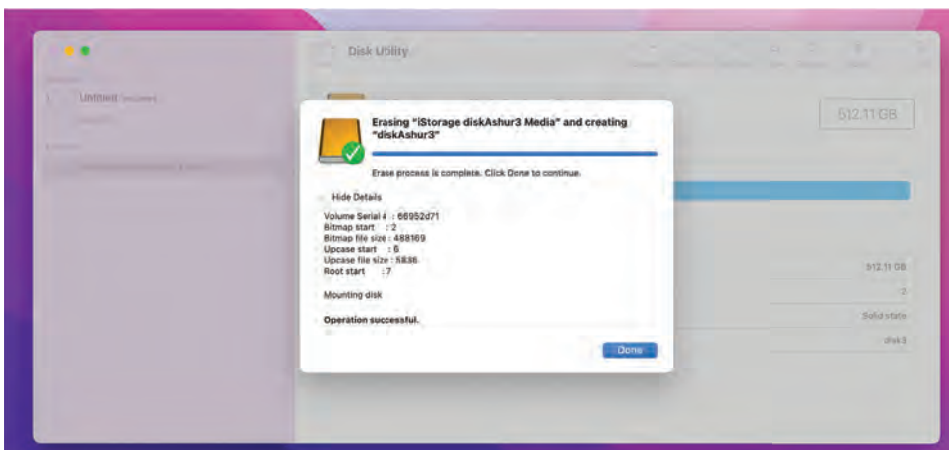 Disk Utility
Untitled
512.11 GB
Erasing "iStorage diskAshur3 Media" and creating
"diskAshur3"
Erase process is complete. Click Done to continue.
Hide Details
Volume Serial # : 66952d71
Bitmap start : 2
Bitmap file size : 488169
Upcase start : 6
Upcase file size : 5836
Root start : 7
Mounting disk
Operation successful.
Done
512.11 GB
2
Solid state
disk3